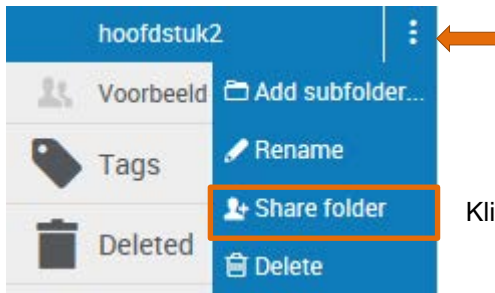 hoofdstuk2
Voorbeeld
Add subfolder...
Tags
Rename
Share folder
Kli
Deleted
Delete